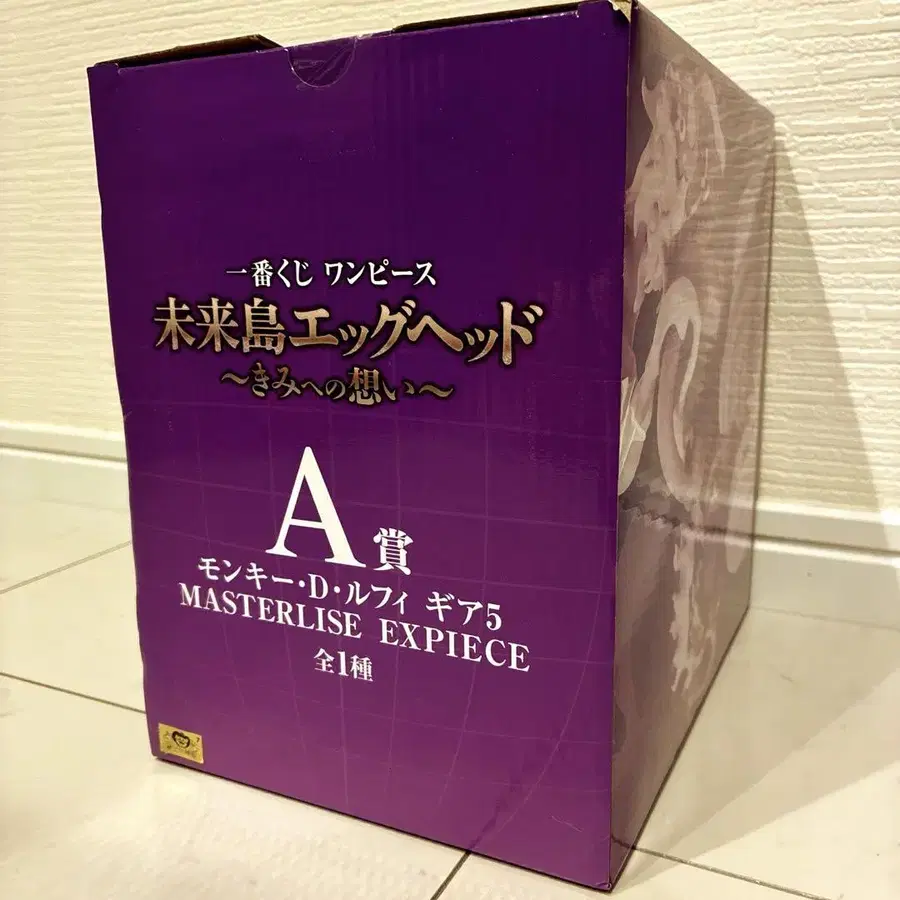 一番くじ ワンピース
未来島エッグヘッド
～きみへの想い～
A賞
モンキー・D・ルフィ ギア5
MASTERLISE EXPIECE
全1種